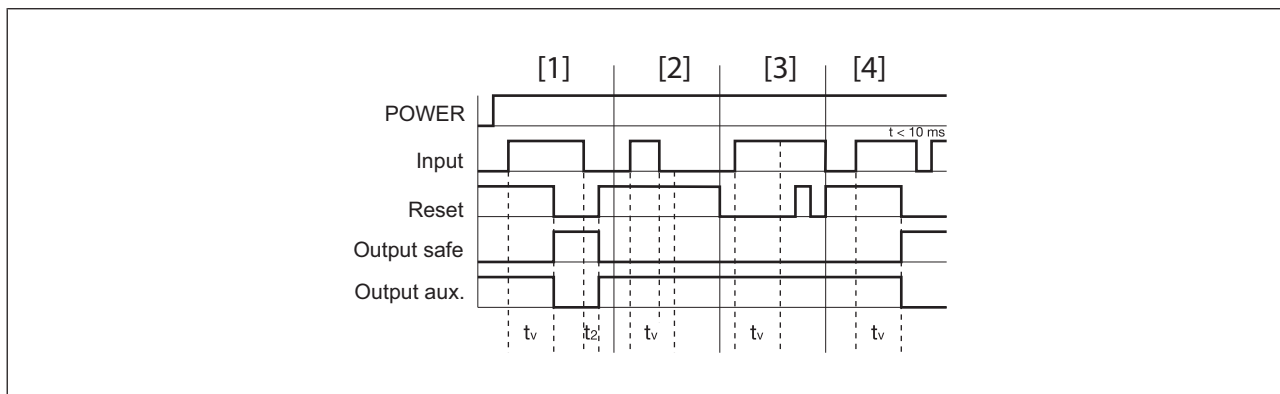 [1] [2] [3] [4]
POWER
t < 10 ms
Input
Reset
Output safe
Output aux.
tv t2 tv tv tv